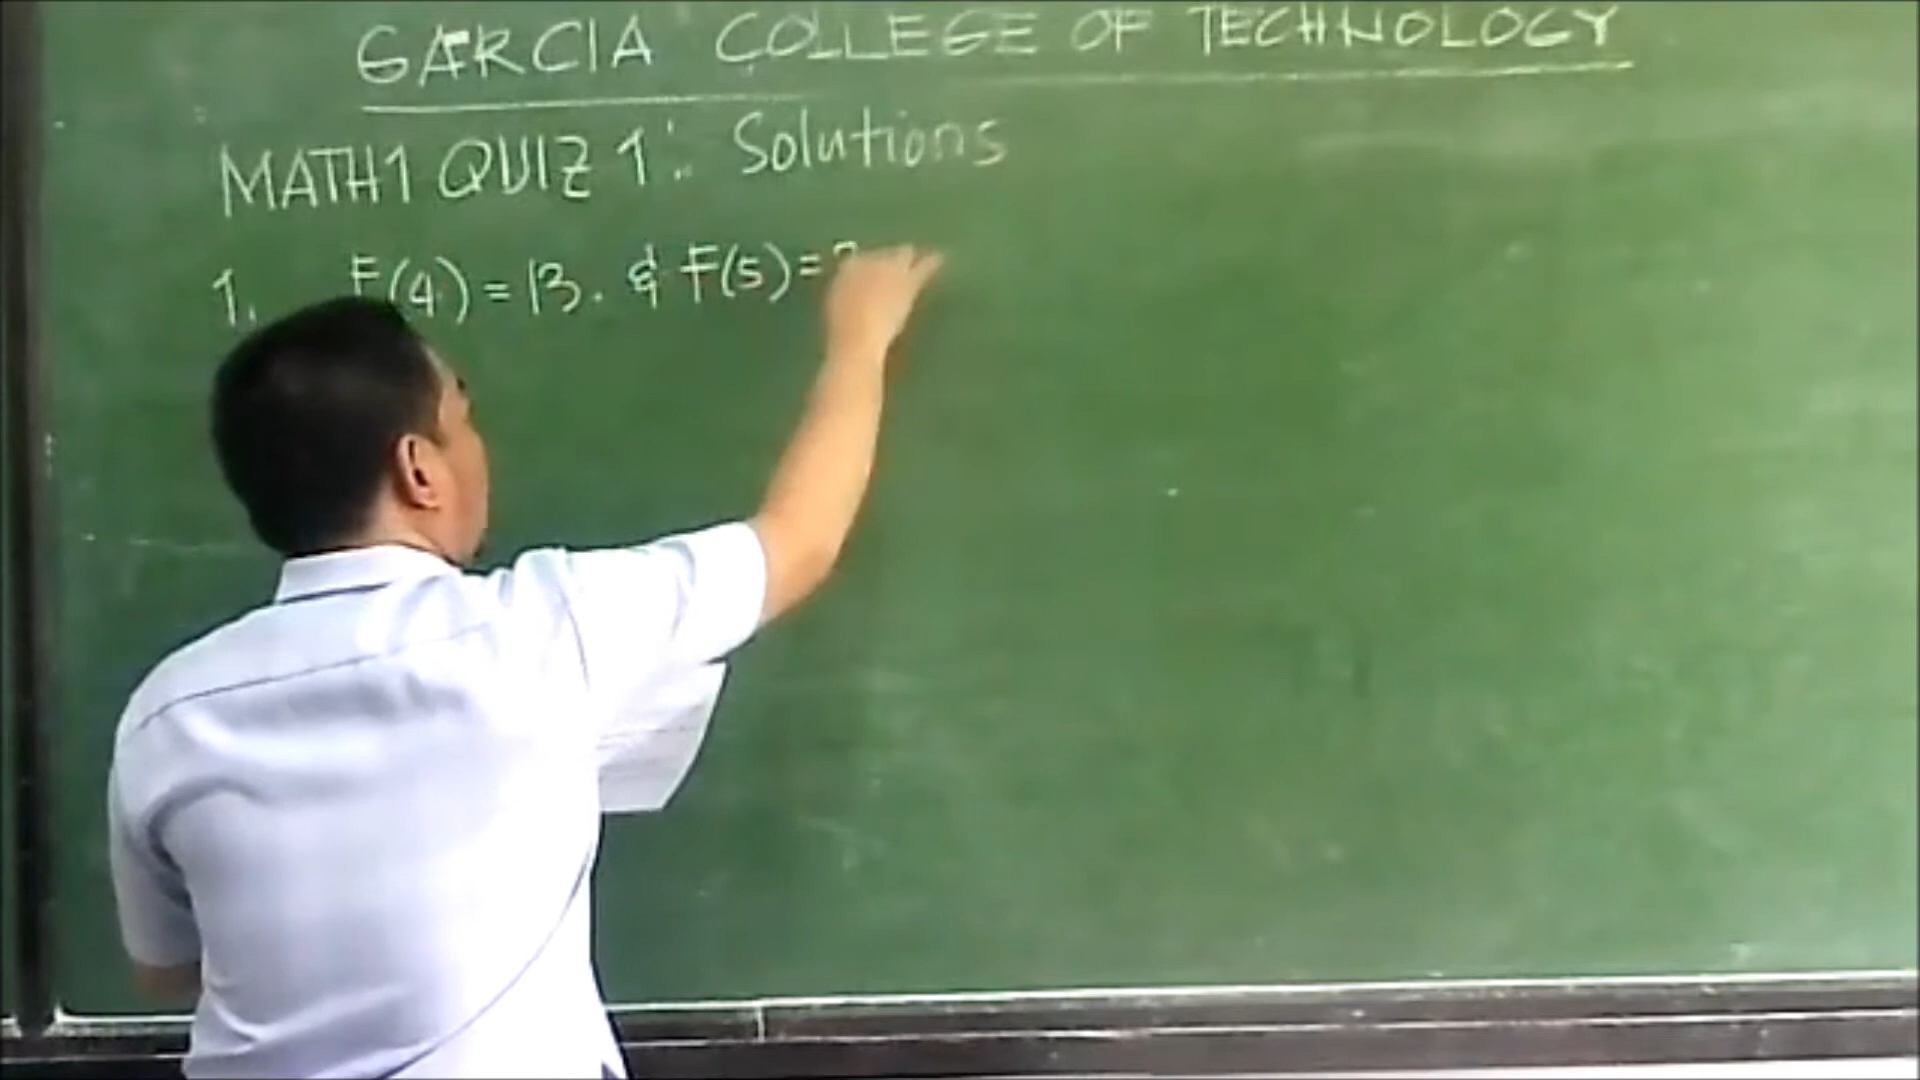 GARCIA COLLEGE OF TECHNOLOGY
MATH1 QUIZ 1: Solutions
1. F(4) = 13. & F(5) =